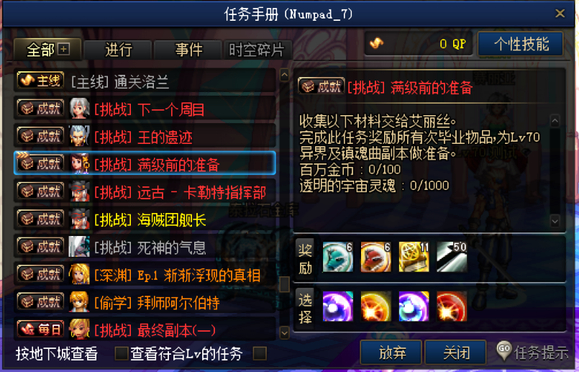 任务手册 (Numpad_7)
全部 进行 事件 时空碎片
0 QP 个性技能
主线 [主线] 通关洛兰
成就 [挑战] 下一个周目
成就 [挑战] 王的遗迹
成就 [挑战] 满级前的准备
成就 [挑战] 远古 - 卡勒特指挥部
成就 [挑战] 海贼团舰长
成就 [挑战] 死神的气息
成就 [深渊] Ep.1 渐渐浮现的真相
成就 [偷学] 拜师阿尔伯特
每日 [挑战] 最终副本(一)
按地下城查看 查看符合Lv的任务
成就 [挑战] 满级前的准备
收集以下材料交给艾丽丝。
完成此任务奖励所有次毕业物品,为Lv70
异界及镇魂曲副本做准备。
百万金币 : 0/100
透明的宇宙灵魂 : 0/1000
奖励 6 6 11 50
选择
放弃 关闭 GO 任务提示